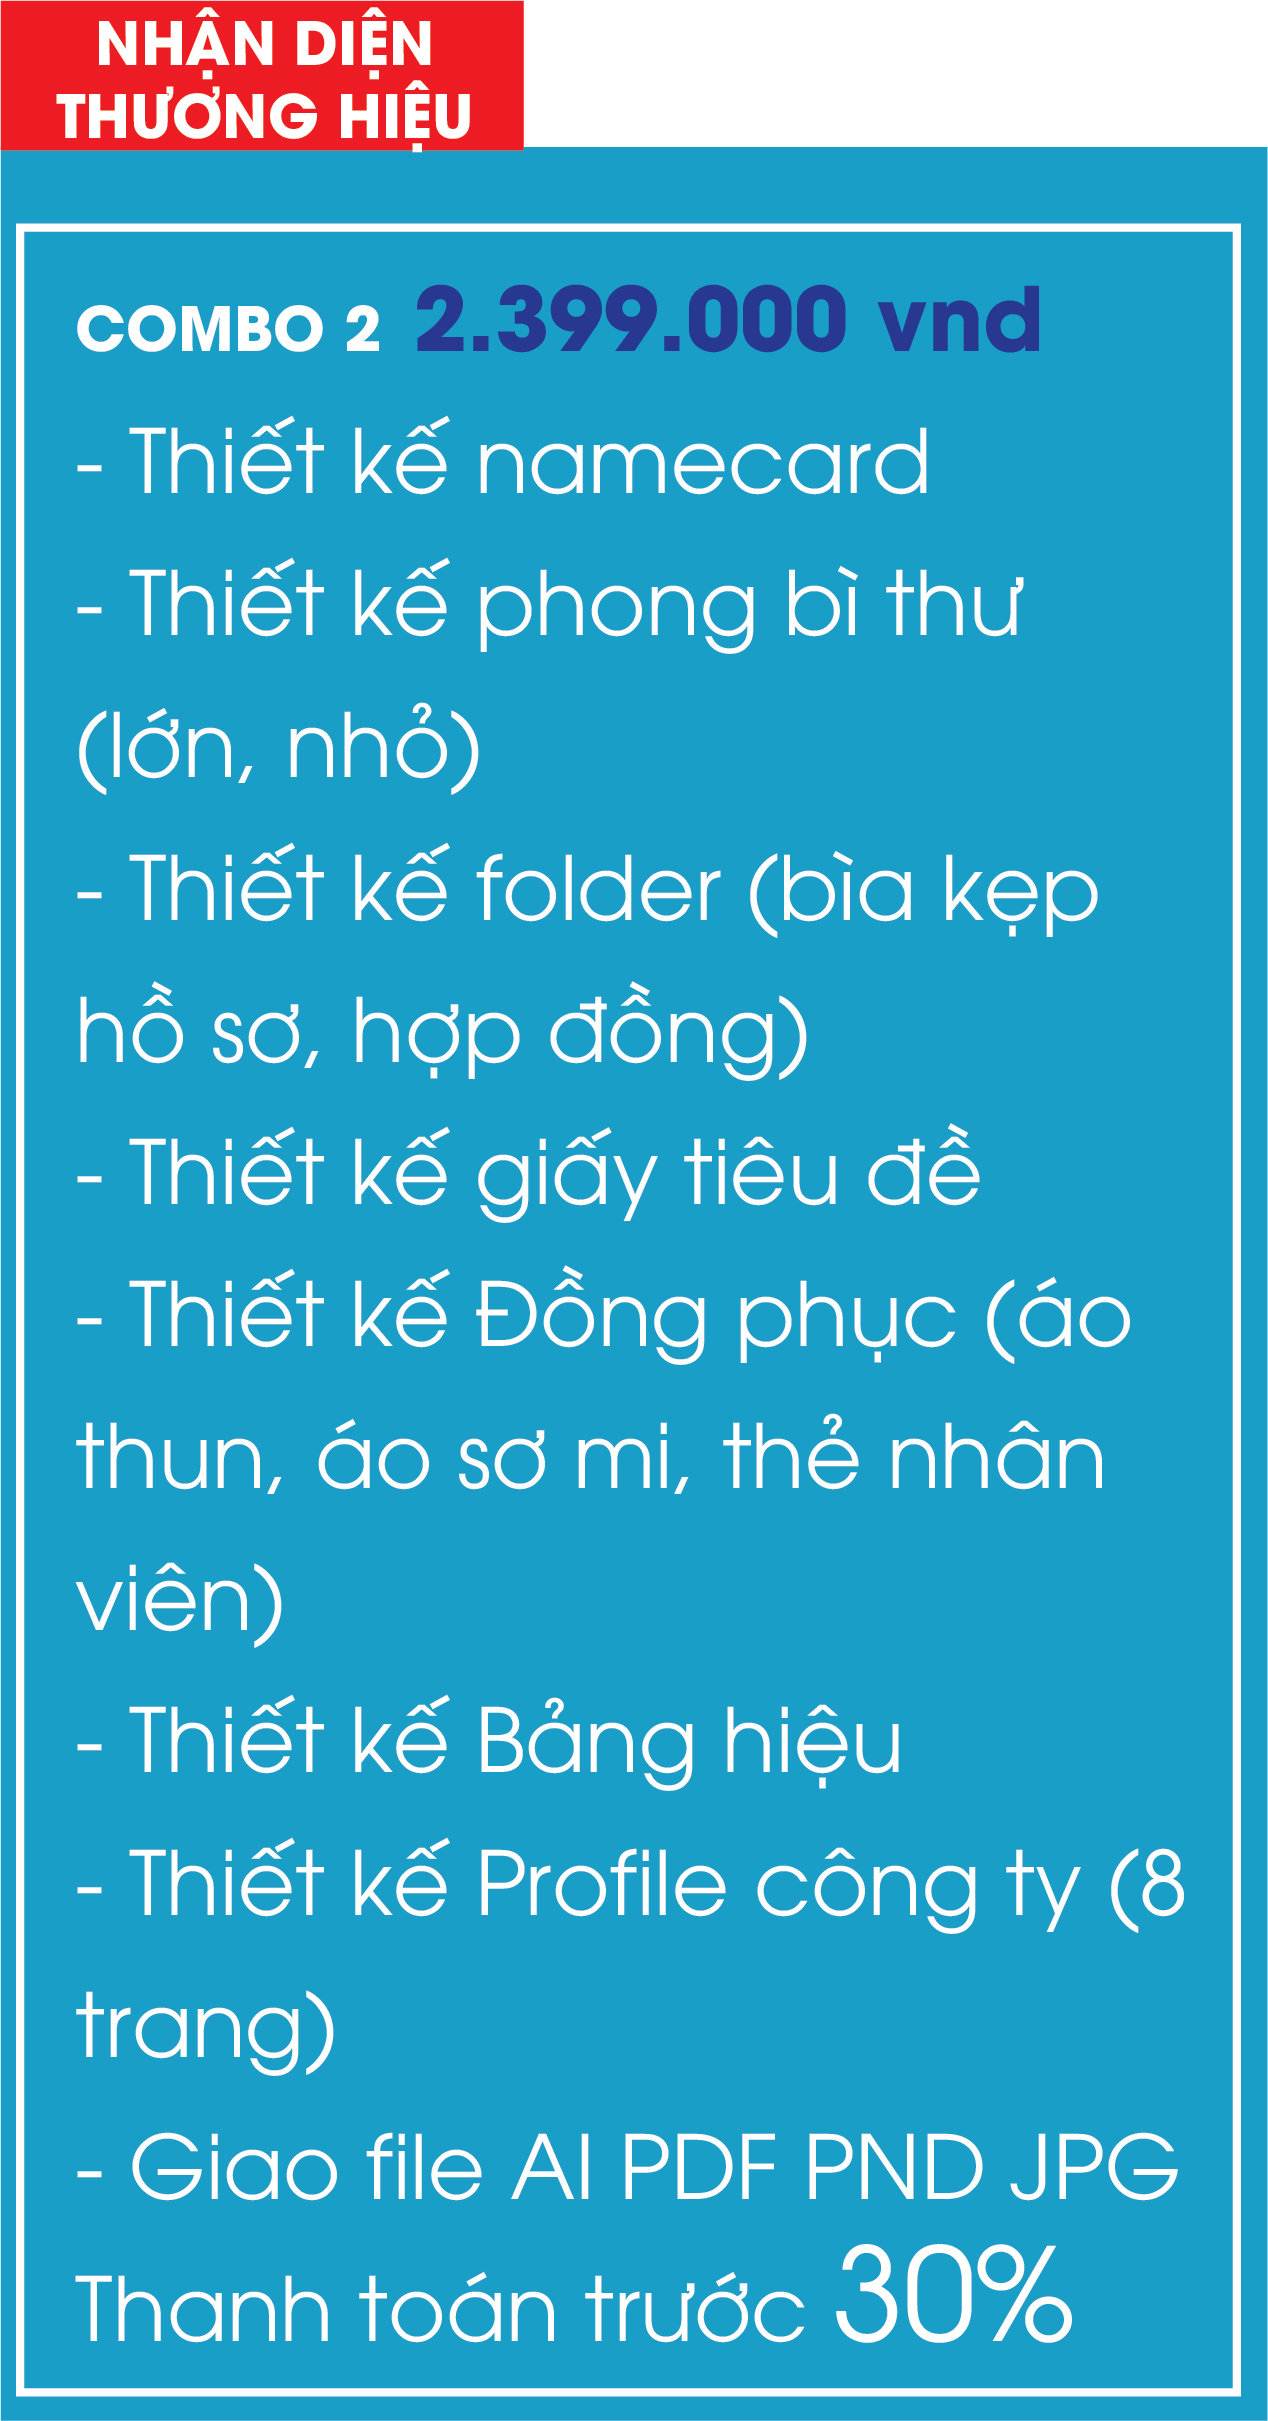 NHẬN DIỆN
THƯƠNG HIỆU
COMBO 2 2.399.000 vnd
- Thiết kế namecard
- Thiết kế phong bì thư
(lớn, nhỏ)
- Thiết kế folder (bìa kẹp
hồ sơ, hợp đồng)
- Thiết kế giấy tiêu đề
- Thiết kế Đồng phục (áo
thun, áo sơ mi, thẻ nhân
viên)
- Thiết kế Bảng hiệu
- Thiết kế Profile công ty (8
trang)
- Giao file AI PDF PND JPG
Thanh toán trước 30%